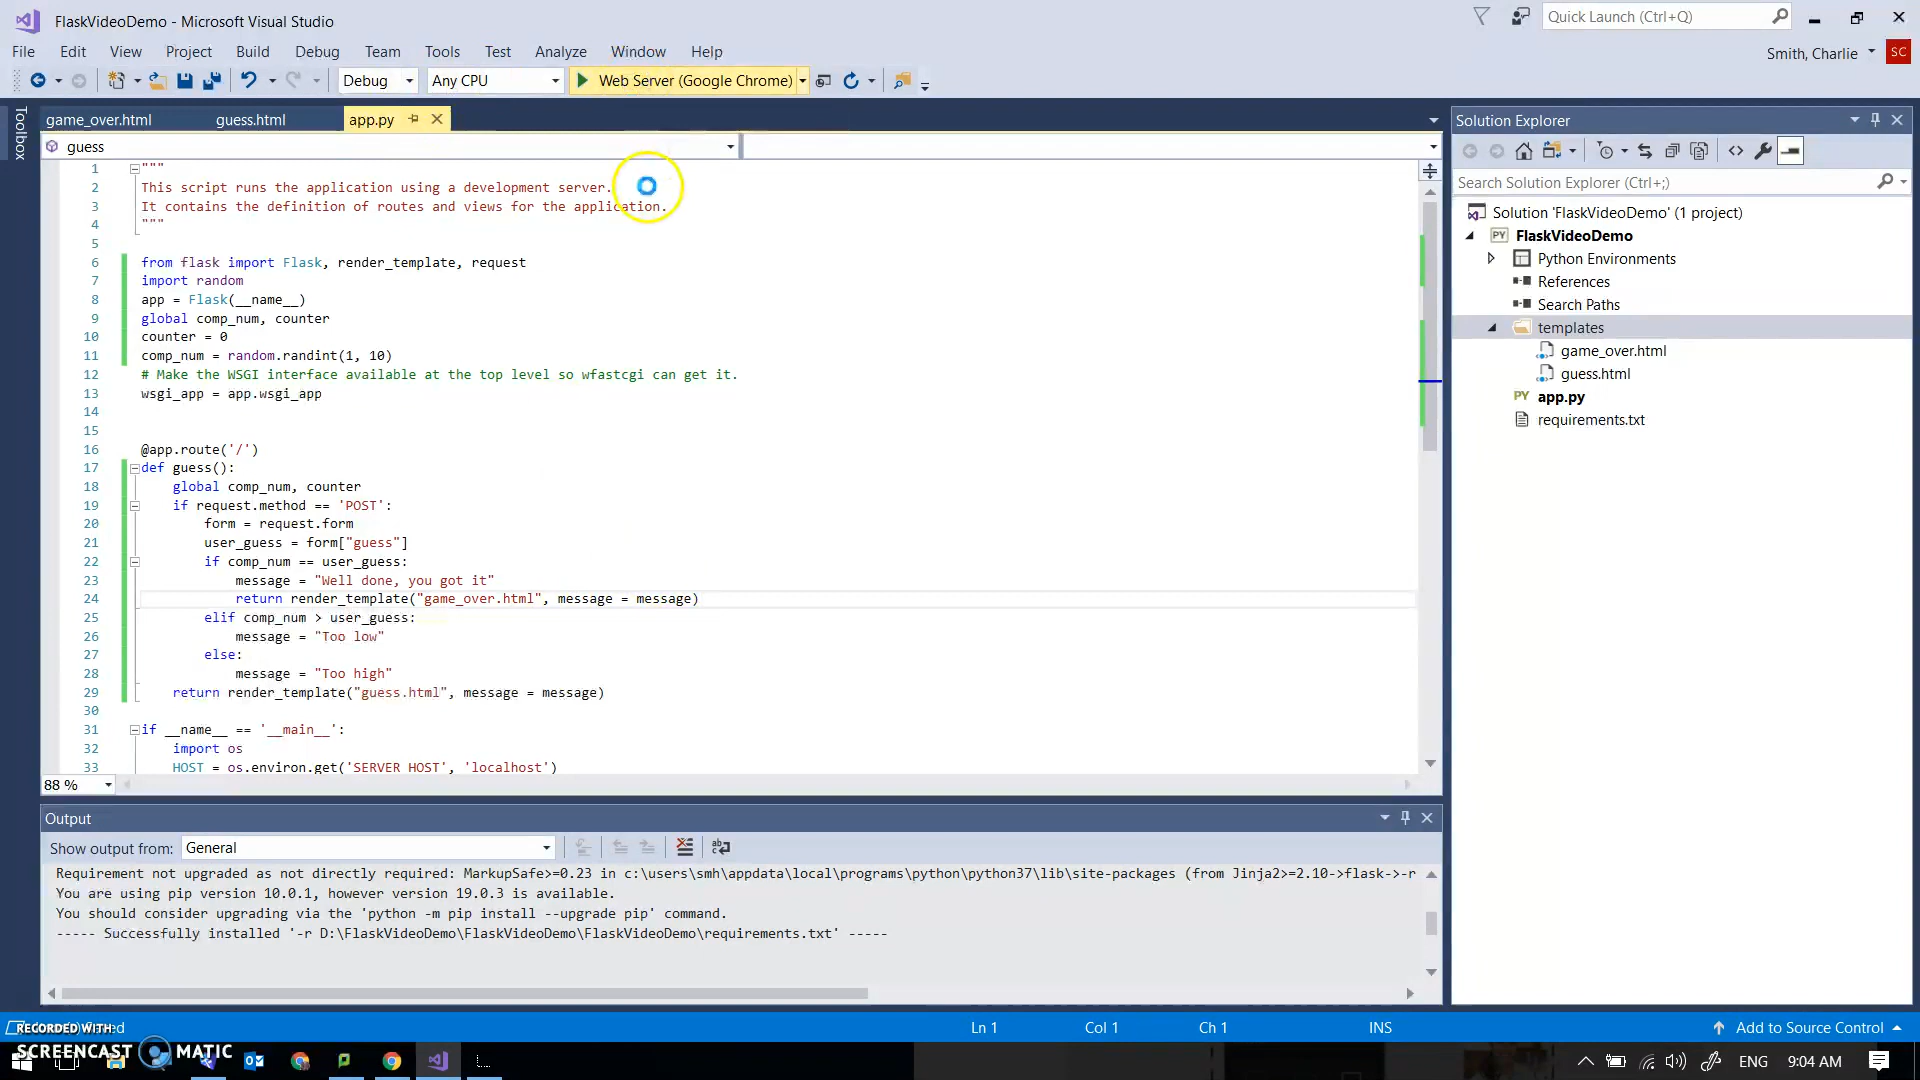 FlaskVideoDemo - Microsoft Visual Studio
Quick Launch (Ctrl+Q)
File Edit View Project Build Debug Team Tools Test Analyze Window Help
Smith, Charlie
SC
Debug Any CPU Web Server (Google Chrome)
Toolbox
game_over.html guess.html app.py
guess
1 """
2 This script runs the application using a development server.
3 It contains the definition of routes and views for the application.
4 """
5
6 from flask import Flask, render_template, request
7 import random
8 app = Flask(__name__)
9 global comp_num, counter
10 counter = 0
11 comp_num = random.randint(1, 10)
12 # Make the WSGI interface available at the top level so wfastcgi can get it.
13 wsgi_app = app.wsgi_app
14
15
16 @app.route('/')
17 def guess():
18 global comp_num, counter
19 if request.method == 'POST':
20 form = request.form
21 user_guess = form["guess"]
22 if comp_num == user_guess:
23 message = "Well done, you got it"
24 return render_template("game_over.html", message = message)
25 elif comp_num > user_guess:
26 message = "Too low"
27 else:
28 message = "Too high"
29 return render_template("guess.html", message = message)
30
31 if __name__ == '__main__':
32 import os
33 HOST = os.environ.get('SERVER_HOST', 'localhost')
88 %
Solution Explorer
Search Solution Explorer (Ctrl+;)
Solution 'FlaskVideoDemo' (1 project)
PY FlaskVideoDemo
Python Environments
References
Search Paths
templates
game_over.html
guess.html
PY app.py
requirements.txt
Output
Show output from: General
Requirement not upgraded as not directly required: MarkupSafe>=0.23 in c:\users\smh\appdata\local\programs\python\python37\lib\site-packages (from Jinja2>=2.10->flask->-r
You are using pip version 10.0.1, however version 19.0.3 is available.
You should consider upgrading via the 'python -m pip install --upgrade pip' command.
----- Successfully installed '-r D:\FlaskVideoDemo\FlaskVideoDemo\FlaskVideoDemo\requirements.txt' -----
Ln 1 Col 1 Ch 1 INS Add to Source Control
RECORDED WITH
SCREENCAST MATIC
ENG 9:04 AM